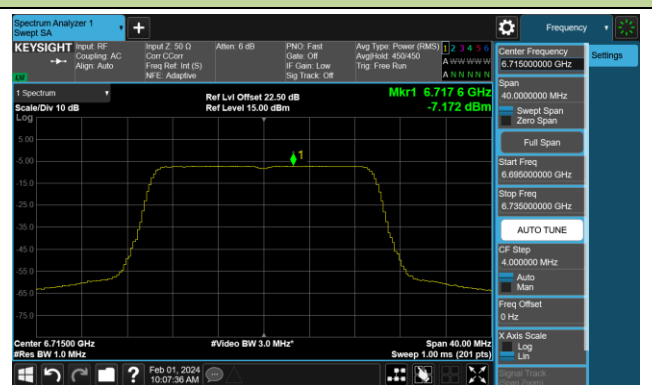 Spectrum Analyzer 1
Swept SA
Frequency
KEYSIGHT
Input: RF
Coupling: AC
Align: Auto
Input Z: 50 Ω
Corr CCorr
Freq Ref: Int (S)
NFE: Adaptive
Atten: 6 dB
PNO: Fast
Gate: Off
IF Gain: Low
Sig Track: Off
Avg Type: Power (RMS)
Avg|Hold: 450/450
Trig: Free Run
1 2 3 4 5 6
A W W W W W
A N N N N N
1 Spectrum
Scale/Div 10 dB
Ref Lvl Offset 22.50 dB
Ref Level 15.00 dBm
Mkr1 6.717 6 GHz
-7.172 dBm
Log
5.00
-5.00
-15.0
-25.0
-35.0
-45.0
-55.0
-65.0
-75.0
1
Center 6.71500 GHz
#Res BW 1.0 MHz
#Video BW 3.0 MHz*
Span 40.00 MHz
Sweep 1.00 ms (201 pts)
Feb 01, 2024
10:07:36 AM
Center Frequency
6.715000000 GHz
Settings
Span
40.0000000 MHz
Swept Span
Zero Span
Full Span
Start Freq
6.695000000 GHz
Stop Freq
6.735000000 GHz
AUTO TUNE
CF Step
4.000000 MHz
Auto
Man
Freq Offset
0 Hz
X Axis Scale
Log
Lin
Signal Track
(Span Zoom)